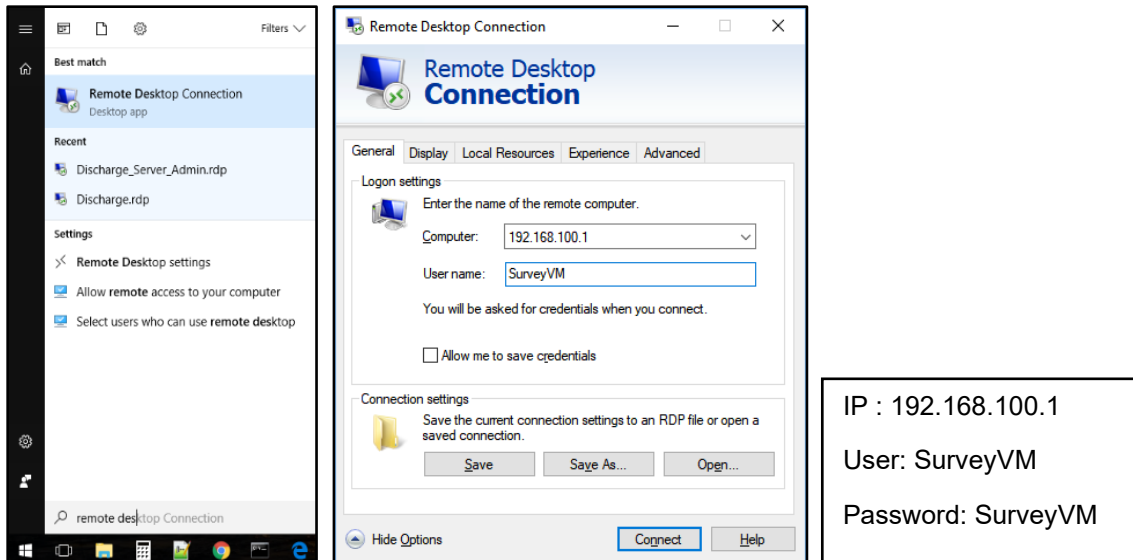 Filters
Best match
Remote Desktop Connection
Desktop app
Recent
Discharge_Server_Admin.rdp
Discharge.rdp
Settings
Remote Desktop settings
Allow remote access to your computer
Select users who can use remote desktop
remote desktop Connection
Remote Desktop Connection
Remote Desktop
Connection
General Display Local Resources Experience Advanced
Logon settings
Enter the name of the remote computer.
Computer: 192.168.100.1
User name: SurveyVM
You will be asked for credentials when you connect.
Allow me to save credentials
Connection settings
Save the current connection settings to an RDP file or open a
saved connection.
Save Save As... Open...
Hide Options Connect Help
IP : 192.168.100.1
User: SurveyVM
Password: SurveyVM